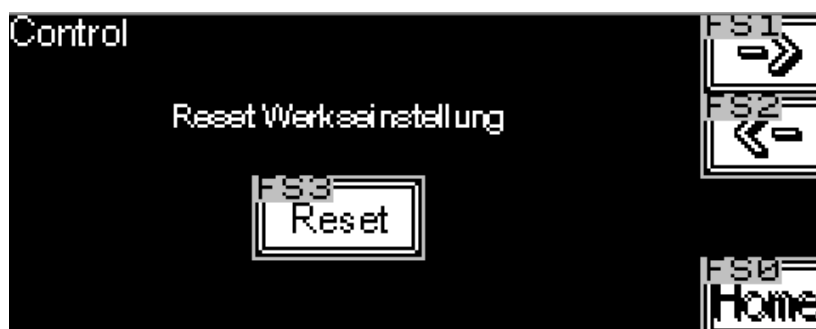 Control
FS1
Reset Werkseinstellung
FS2
FS3
Reset
FS0
Home